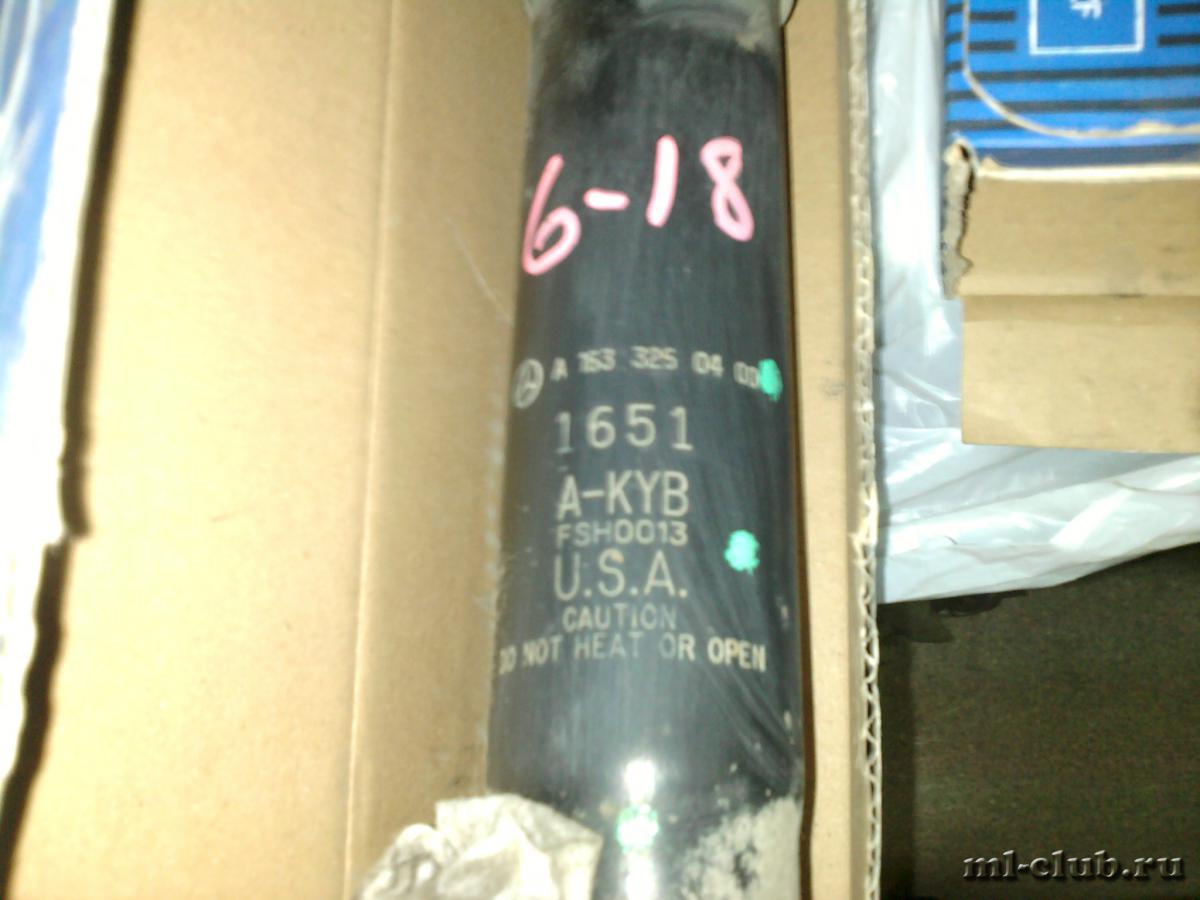 6-18
A 163 325 04 00
1651
A-KYB
FSH0013
U.S.A.
CAUTION
DO NOT HEAT OR OPEN
ml-club.ru